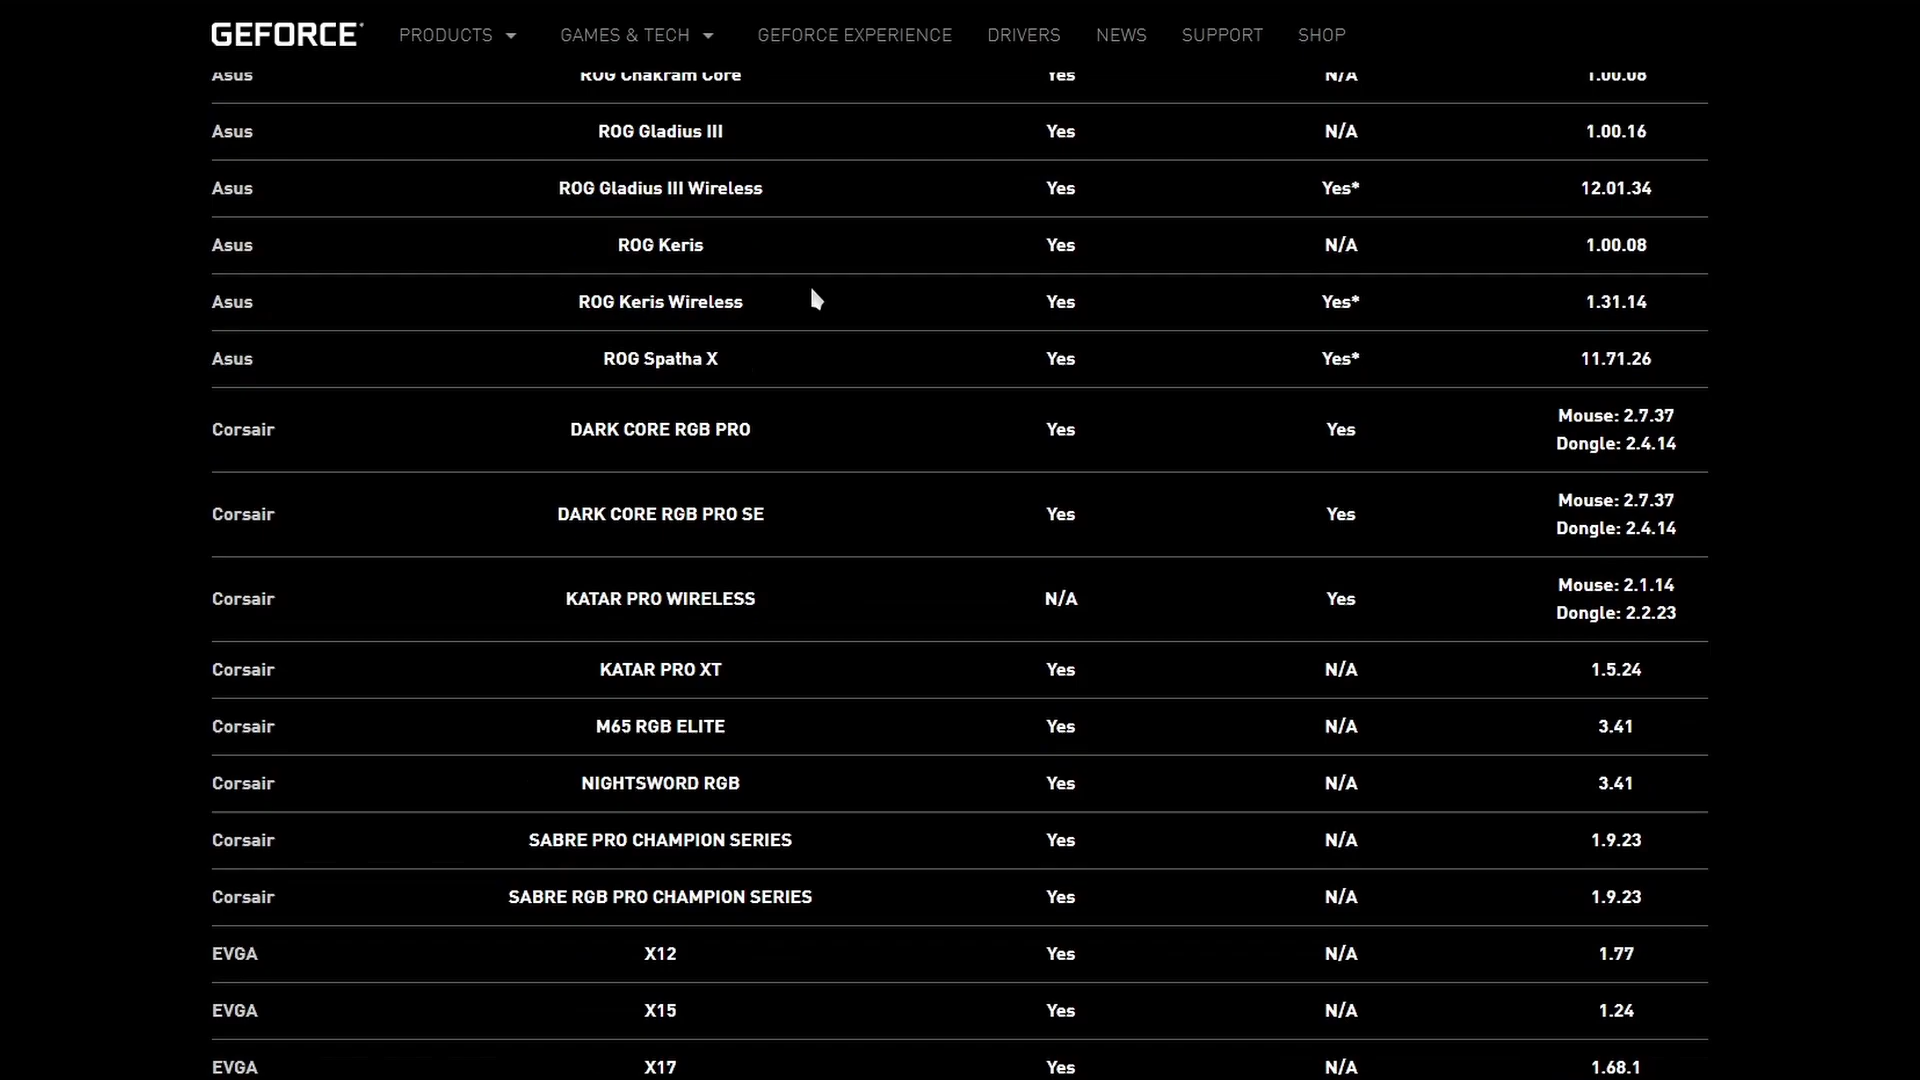 GEFORCE PRODUCTS GAMES & TECH GEFORCE EXPERIENCE DRIVERS NEWS SUPPORT SHOP
Asus ROG Chakram Core Yes N/A 1.00.08
Asus ROG Gladius III Yes N/A 1.00.16
Asus ROG Gladius III Wireless Yes Yes* 12.01.34
Asus ROG Keris Yes N/A 1.00.08
Asus ROG Keris Wireless Yes Yes* 1.31.14
Asus ROG Spatha X Yes Yes* 11.71.26
Corsair DARK CORE RGB PRO Yes Yes Mouse: 2.7.37
Dongle: 2.4.14
Corsair DARK CORE RGB PRO SE Yes Yes Mouse: 2.7.37
Dongle: 2.4.14
Corsair KATAR PRO WIRELESS N/A Yes Mouse: 2.1.14
Dongle: 2.2.23
Corsair KATAR PRO XT Yes N/A 1.5.24
Corsair M65 RGB ELITE Yes N/A 3.41
Corsair NIGHTSWORD RGB Yes N/A 3.41
Corsair SABRE PRO CHAMPION SERIES Yes N/A 1.9.23
Corsair SABRE RGB PRO CHAMPION SERIES Yes N/A 1.9.23
EVGA X12 Yes N/A 1.77
EVGA X15 Yes N/A 1.24
EVGA X17 Yes N/A 1.68.1